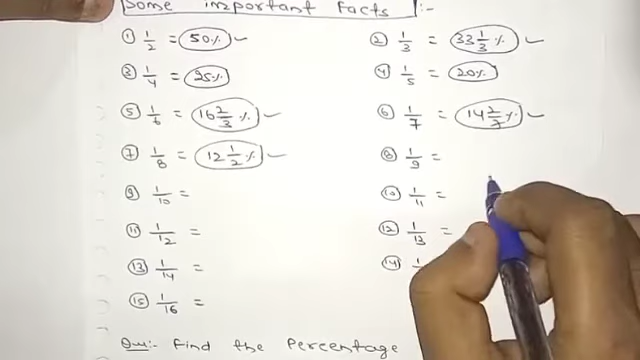 Some important Facts :-
① 1/2 = 50%
② 1/3 = 33 1/3 %
③ 1/4 = 25%
④ 1/5 = 20%
⑤ 1/6 = 16 2/3 %
⑥ 1/7 = 14 2/7 %
⑦ 1/8 = 12 1/2 %
⑧ 1/9 =
⑨ 1/10 =
⑩ 1/11 =
⑪ 1/12 =
⑫ 1/13 =
⑬ 1/14 =
⑭ 1
⑮ 1/16 =
Qu:- Find the Percentage